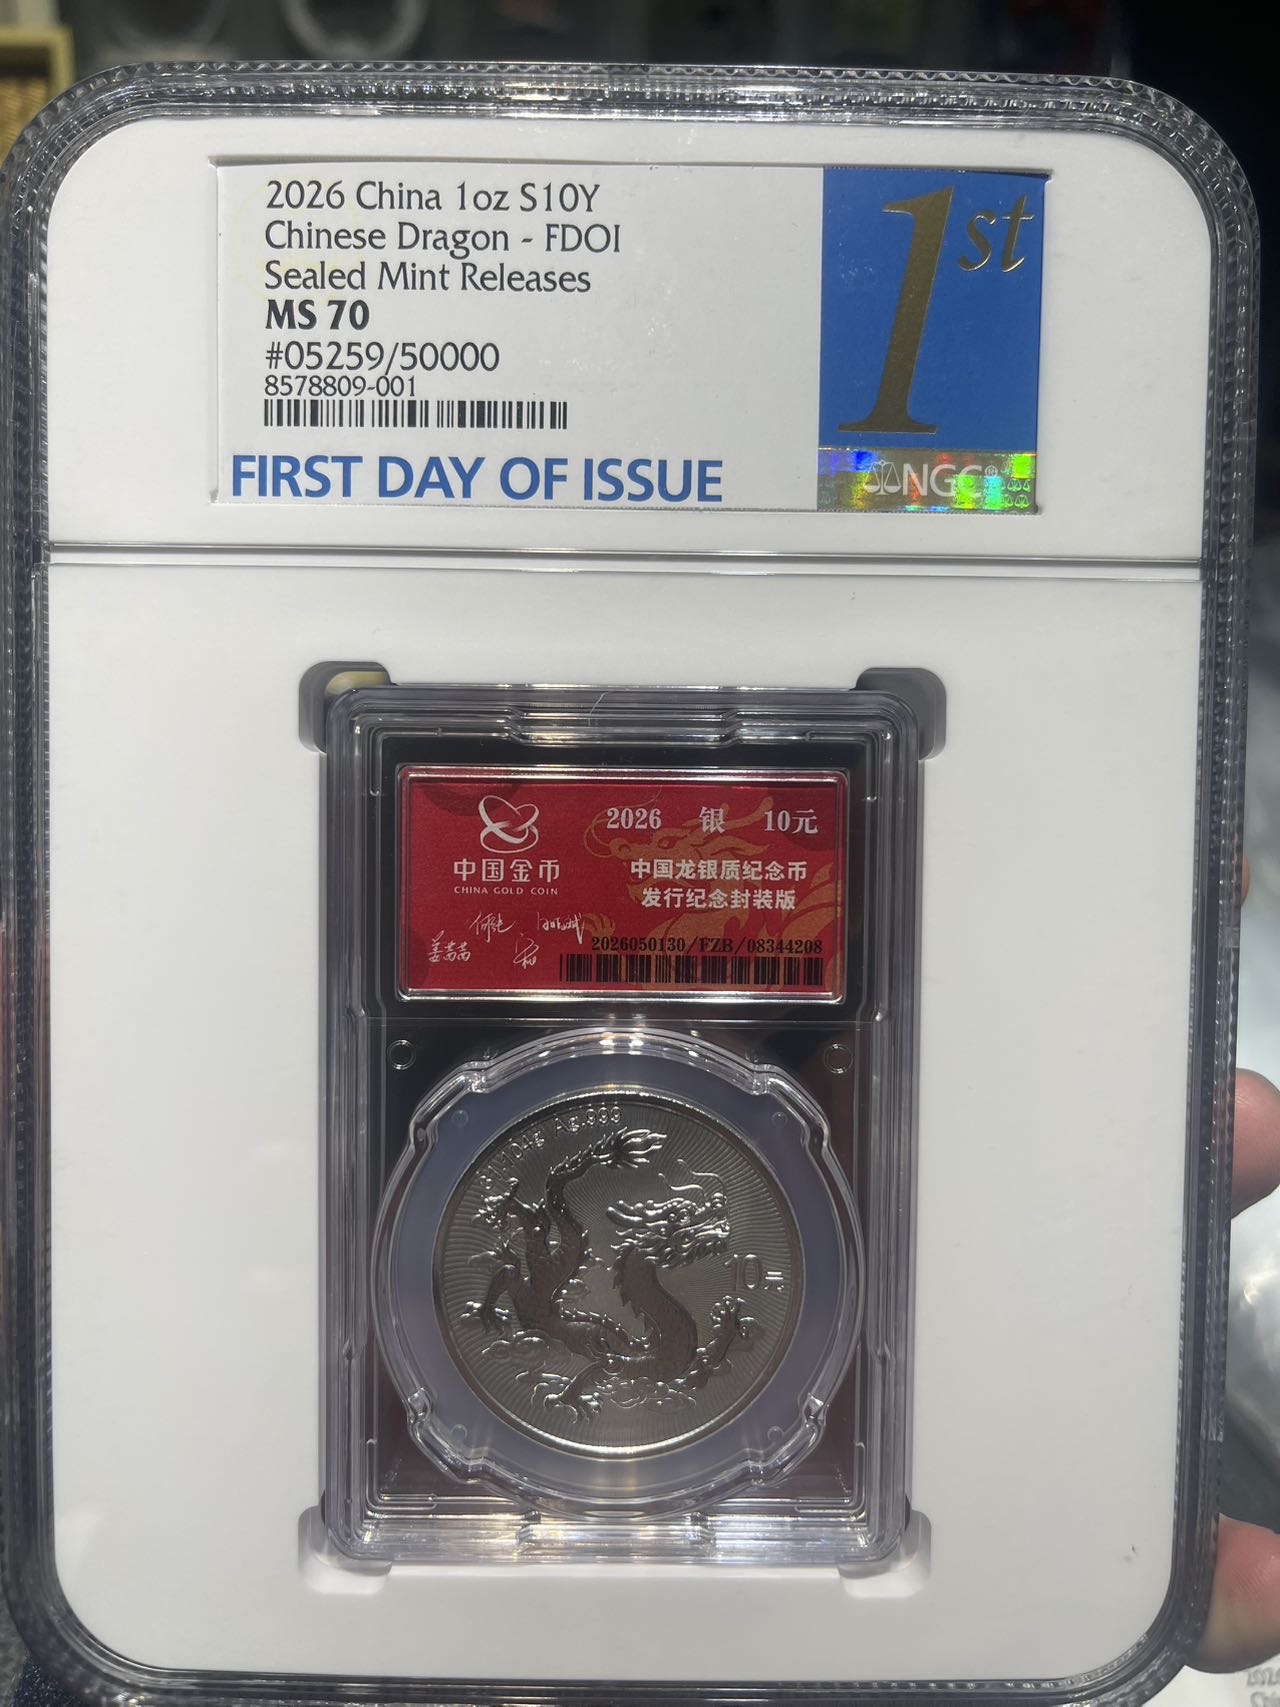 2026 China 1oz S10Y
Chinese Dragon - FDOI
Sealed Mint Releases
MS 70
#05259/50000
8578809-001
FIRST DAY OF ISSUE
1st
NGC
中国金币
CHINA GOLD COIN
2026 银 10元
中国龙银质纪念币
发行纪念封装版
2026050130/FZB/08344208
31.104g Ag.999
10元